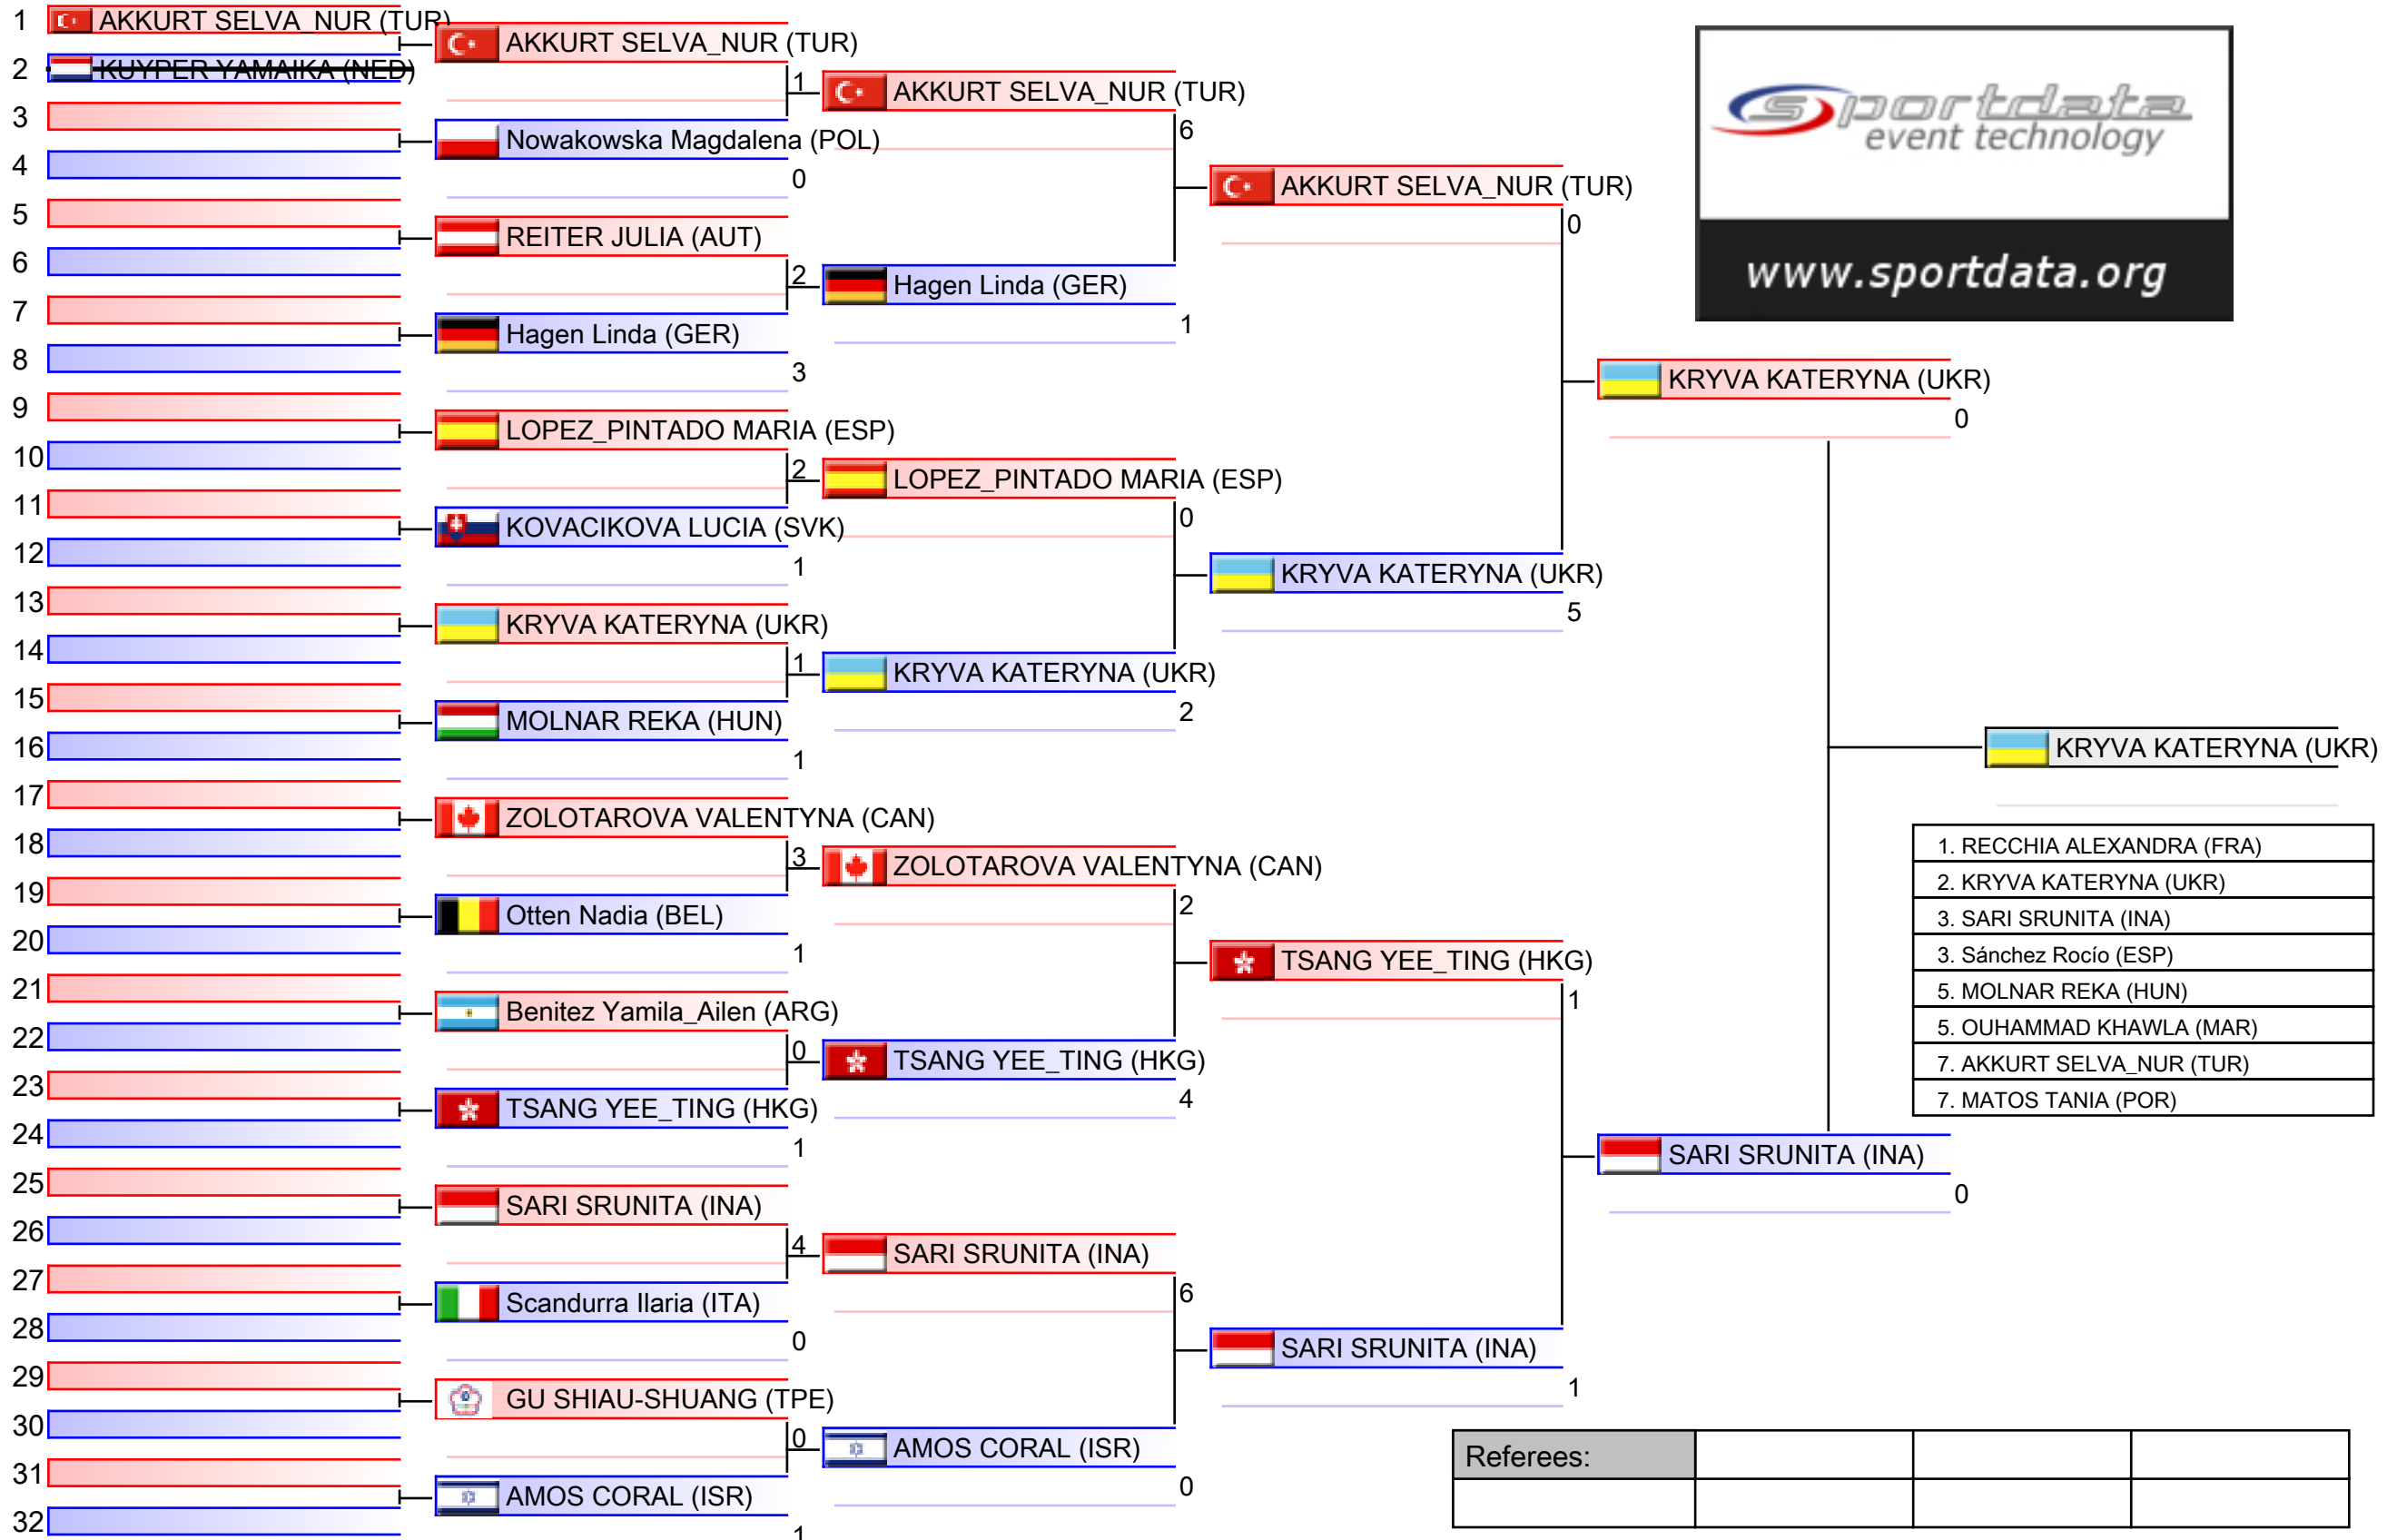 1 AKKURT SELVA_NUR (TUR)
2 KUYPER YAMAIKA (NED)
3
4
5
6
7
8
9
10
11
12
13
14
15
16
17
18
19
20
21
22
23
24
25
26
27
28
29
30
31
32
AKKURT SELVA_NUR (TUR)
1
Nowakowska Magdalena (POL)
0
REITER JULIA (AUT)
2
Hagen Linda (GER)
3
LOPEZ_PINTADO MARIA (ESP)
2
KOVACIKOVA LUCIA (SVK)
1
KRYVA KATERYNA (UKR)
1
MOLNAR REKA (HUN)
1
ZOLOTAROVA VALENTYNA (CAN)
3
Otten Nadia (BEL)
1
Benitez Yamila_Ailen (ARG)
0
TSANG YEE_TING (HKG)
1
SARI SRUNITA (INA)
4
Scandurra Ilaria (ITA)
0
GU SHIAU-SHUANG (TPE)
0
AMOS CORAL (ISR)
1
AKKURT SELVA_NUR (TUR)
6
Hagen Linda (GER)
1
LOPEZ_PINTADO MARIA (ESP)
0
KRYVA KATERYNA (UKR)
2
ZOLOTAROVA VALENTYNA (CAN)
2
TSANG YEE_TING (HKG)
4
SARI SRUNITA (INA)
6
AMOS CORAL (ISR)
0
AKKURT SELVA_NUR (TUR)
0
KRYVA KATERYNA (UKR)
5
TSANG YEE_TING (HKG)
1
SARI SRUNITA (INA)
1
KRYVA KATERYNA (UKR)
0
SARI SRUNITA (INA)
0
KRYVA KATERYNA (UKR)
sportdata
event technology
www.sportdata.org
1. RECCHIA ALEXANDRA (FRA)
2. KRYVA KATERYNA (UKR)
3. SARI SRUNITA (INA)
3. Sánchez Rocío (ESP)
5. MOLNAR REKA (HUN)
5. OUHAMMAD KHAWLA (MAR)
7. AKKURT SELVA_NUR (TUR)
7. MATOS TANIA (POR)
Referees: